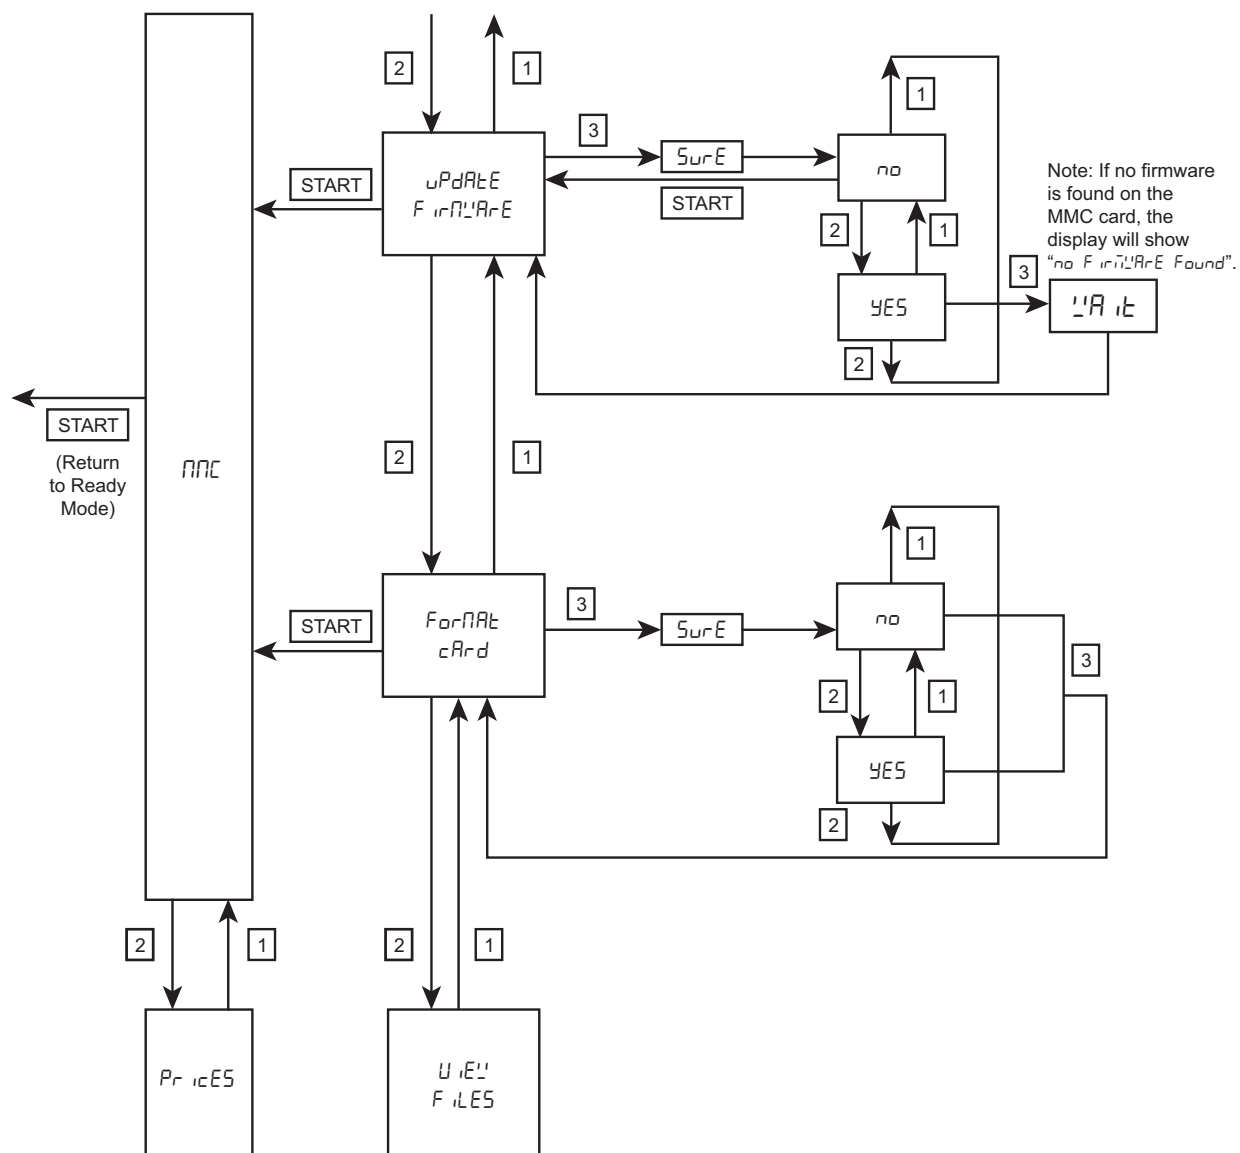 2
1
1
3
SurE
no
uPdAtE
FirMWArE
START
START
2
1
Note: If no firmware
is found on the
MMC card, the
display will show
“no FirMWArE Found”.
3
YES
WAit
2
START
(Return
to Ready
Mode)
MMC
2
1
1
3
SurE
no
ForMAt
cArd
START
3
2
1
YES
2
2
1
2
1
PricES
ViEW
FiLES